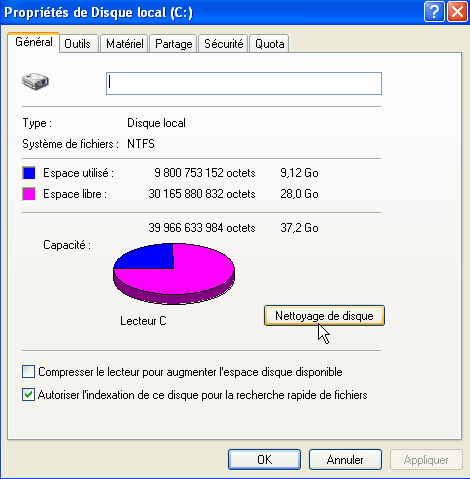 Propriétés de Disque local (C:)
Général Outils Matériel Partage Sécurité Quota
Type : Disque local
Système de fichiers : NTFS
Espace utilisé : 9 800 753 152 octets 9,12 Go
Espace libre : 30 165 880 832 octets 28,0 Go
39 966 633 984 octets 37,2 Go
Capacité :
Lecteur C
Nettoyage de disque
Compresser le lecteur pour augmenter l'espace disque disponible
Autoriser l'indexation de ce disque pour la recherche rapide de fichiers
OK Annuler Appliquer